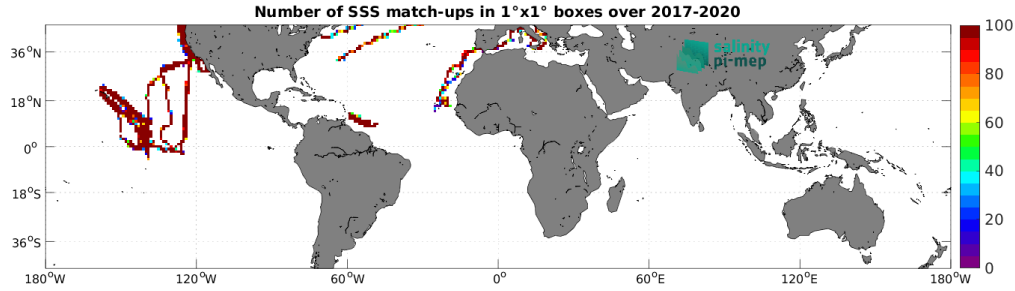 Number of SSS match-ups in 1°x1° boxes over 2017-2020
36°N
18°N
0°
18°S
36°S
180°W
120°W
60°W
0°
60°E
120°E
180°W
salinity
pi-mep
100
80
60
40
20
0